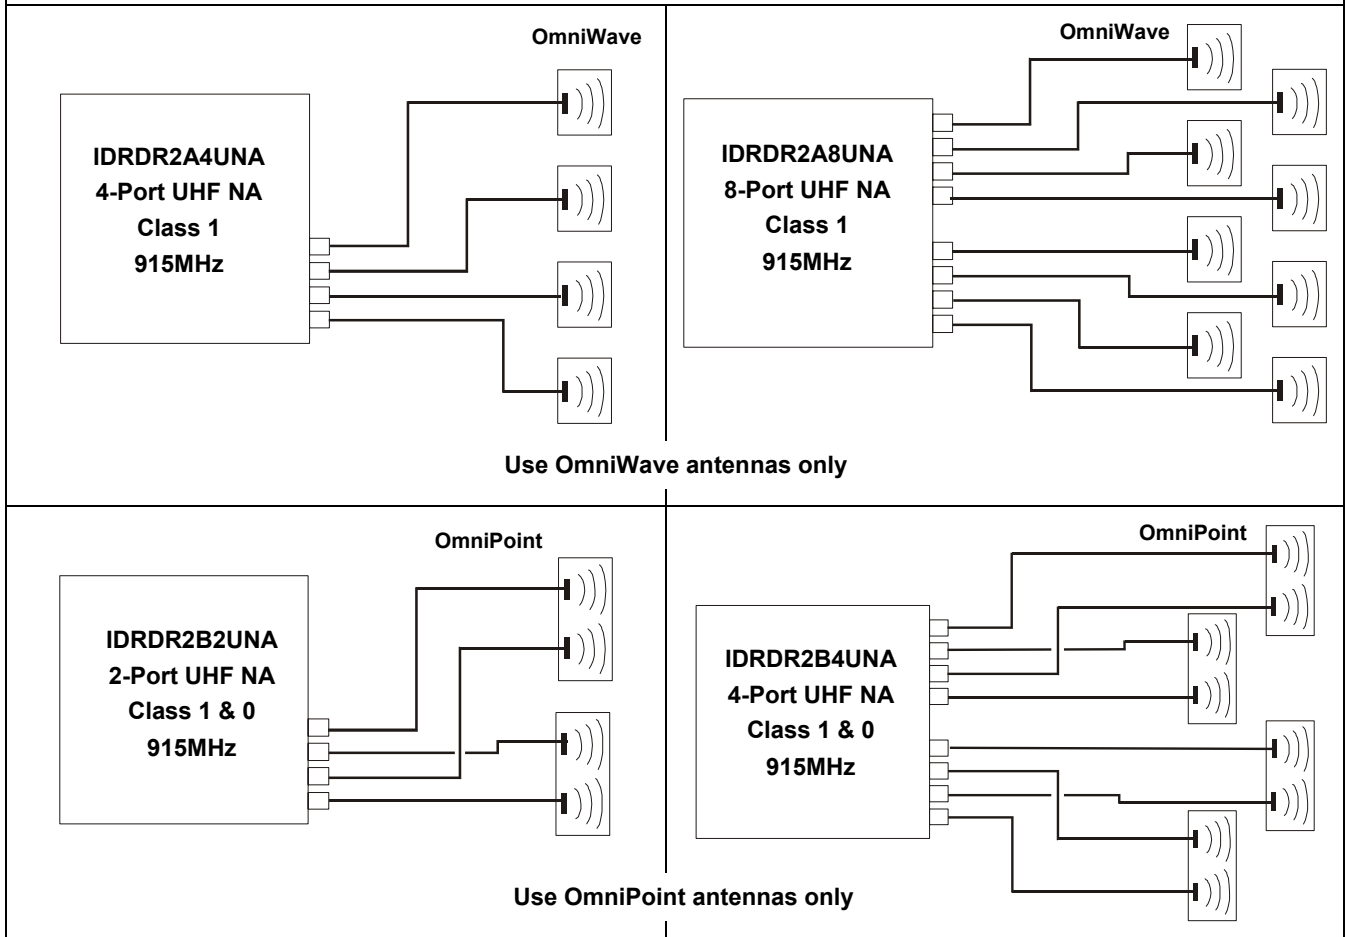 OmniWave
IDRDR2A4UNA
4-Port UHF NA
Class 1
915MHz
OmniWave
IDRDR2A8UNA
8-Port UHF NA
Class 1
915MHz
Use OmniWave antennas only
OmniPoint
IDRDR2B2UNA
2-Port UHF NA
Class 1 & 0
915MHz
OmniPoint
IDRDR2B4UNA
4-Port UHF NA
Class 1 & 0
915MHz
Use OmniPoint antennas only